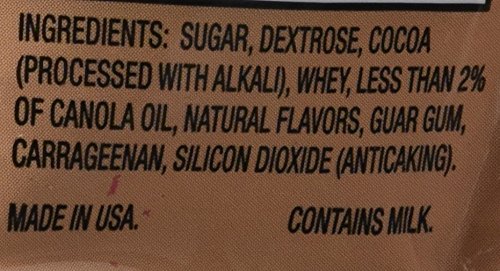 INGREDIENTS: SUGAR, DEXTROSE, COCOA
(PROCESSED WITH ALKALI), WHEY, LESS THAN 2%
OF CANOLA OIL, NATURAL FLAVORS, GUAR GUM,
CARRAGEENAN, SILICON DIOXIDE (ANTICAKING).
MADE IN USA. CONTAINS MILK.